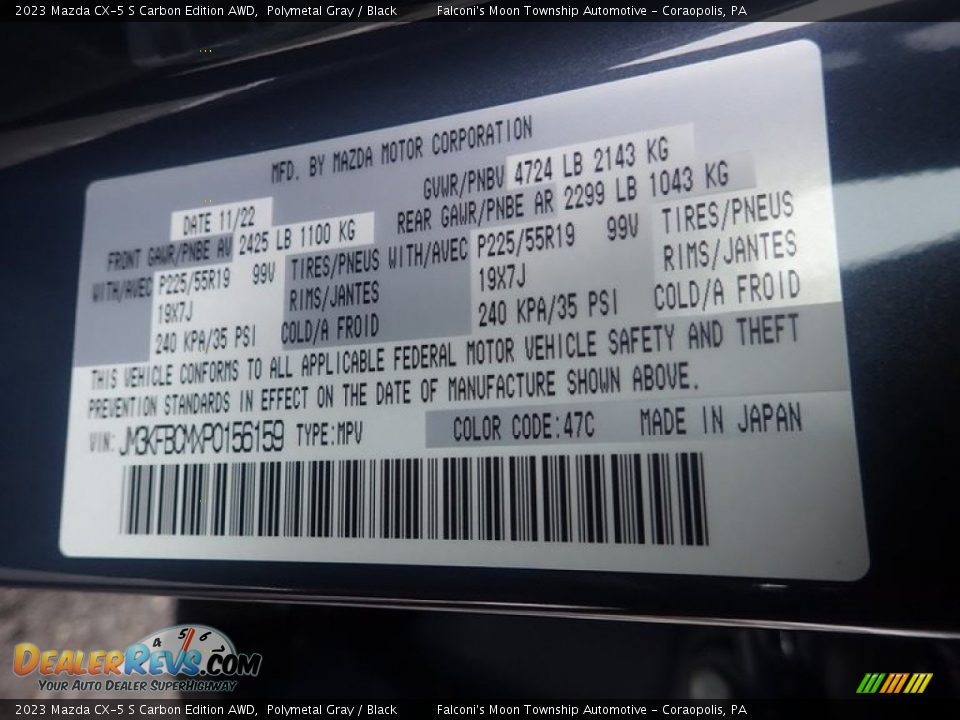 2023 Mazda CX-5 S Carbon Edition AWD, Polymetal Gray / Black Falconi's Moon Township Automotive - Coraopolis, PA
MFD. BY MAZDA MOTOR CORPORATION
DATE 11/22 GVWR/PNBV 4724 LB 2143 KG
FRONT GAWR/PNBE AV 2425 LB 1100 KG REAR GAWR/PNBE AR 2299 LB 1043 KG
WITH/AVEC P225/55R19 99V TIRES/PNEUS WITH/AVEC P225/55R19 99V TIRES/PNEUS
19X7J RIMS/JANTES 19X7J RIMS/JANTES
240 KPA/35 PSI COLD/A FROID 240 KPA/35 PSI COLD/A FROID
THIS VEHICLE CONFORMS TO ALL APPLICABLE FEDERAL MOTOR VEHICLE SAFETY AND THEFT
PREVENTION STANDARDS IN EFFECT ON THE DATE OF MANUFACTURE SHOWN ABOVE.
VIN: JM3KFBCMXP0156159 TYPE:MPV COLOR CODE:47C MADE IN JAPAN
4 5 6
DealerRevs.com
Your Auto Dealer SuperHighway
2023 Mazda CX-5 S Carbon Edition AWD, Polymetal Gray / Black Falconi's Moon Township Automotive - Coraopolis, PA